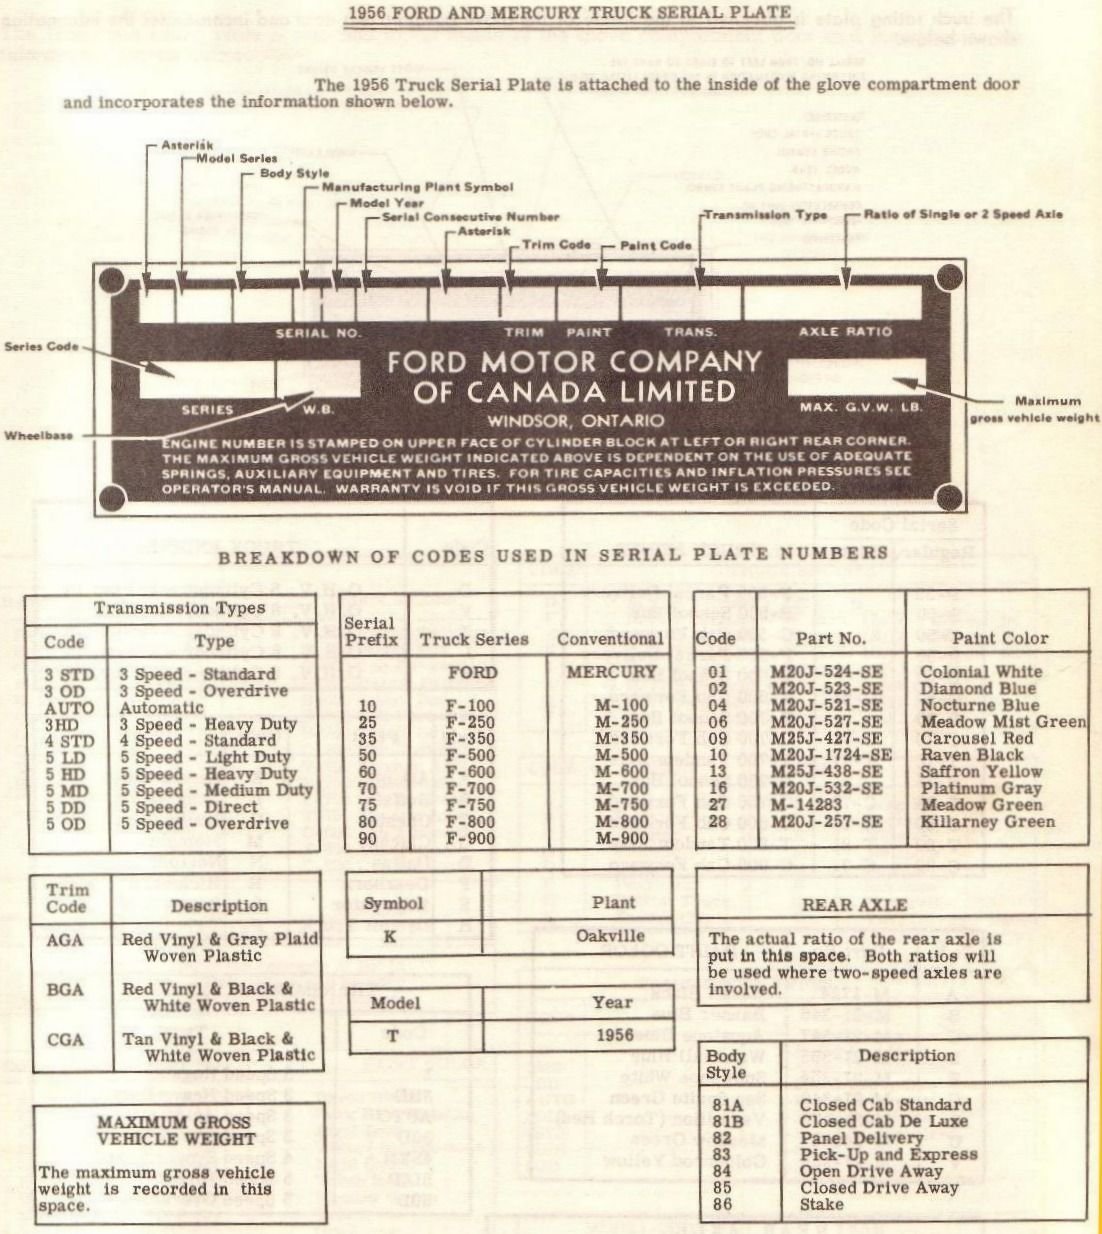 1956 FORD AND MERCURY TRUCK SERIAL PLATE
The 1956 Truck Serial Plate is attached to the inside of the glove compartment door
and incorporates the information shown below.
Asterisk
Model Series
Body Style
Manufacturing Plant Symbol
Model Year
Serial Consecutive Number
Asterisk
Trim Code
Paint Code
Transmission Type
Ratio of Single or 2 Speed Axle
SERIAL NO. TRIM PAINT TRANS. AXLE RATIO
Series Code
Wheelbase
SERIES W.B.
FORD MOTOR COMPANY
OF CANADA LIMITED
WINDSOR, ONTARIO
MAX. G.V.W. LB.
Maximum
gross vehicle weight
ENGINE NUMBER IS STAMPED ON UPPER FACE OF CYLINDER BLOCK AT LEFT OR RIGHT REAR CORNER.
THE MAXIMUM GROSS VEHICLE WEIGHT INDICATED ABOVE IS DEPENDENT ON THE USE OF ADEQUATE
SPRINGS, AUXILIARY EQUIPMENT AND TIRES. FOR TIRE CAPACITIES AND INFLATION PRESSURES SEE
OPERATOR'S MANUAL. WARRANTY IS VOID IF THIS GROSS VEHICLE WEIGHT IS EXCEEDED.
BREAKDOWN OF CODES USED IN SERIAL PLATE NUMBERS
Transmission Types
Code Type
3 STD 3 Speed - Standard
3 OD 3 Speed - Overdrive
AUTO Automatic
3HD 3 Speed - Heavy Duty
4 STD 4 Speed - Standard
5 LD 5 Speed - Light Duty
5 HD 5 Speed - Heavy Duty
5 MD 5 Speed - Medium Duty
5 DD 5 Speed - Direct
5 OD 5 Speed - Overdrive
Serial
Prefix Truck Series Conventional
FORD MERCURY
10 F-100 M-100
25 F-250 M-250
35 F-350 M-350
50 F-500 M-500
60 F-600 M-600
70 F-700 M-700
75 F-750 M-750
80 F-800 M-800
90 F-900 M-900
Code Part No. Paint Color
01 M20J-524-SE Colonial White
02 M20J-523-SE Diamond Blue
04 M20J-521-SE Nocturne Blue
06 M20J-527-SE Meadow Mist Green
09 M25J-427-SE Carousel Red
10 M20J-1724-SE Raven Black
13 M25J-438-SE Saffron Yellow
16 M20J-532-SE Platinum Gray
27 M-14283 Meadow Green
28 M20J-257-SE Killarney Green
Trim
Code Description
AGA Red Vinyl & Gray Plaid
Woven Plastic
BGA Red Vinyl & Black &
White Woven Plastic
CGA Tan Vinyl & Black &
White Woven Plastic
Symbol Plant
K Oakville
Model Year
T 1956
REAR AXLE
The actual ratio of the rear axle is
put in this space. Both ratios will
be used where two-speed axles are
involved.
MAXIMUM GROSS
VEHICLE WEIGHT
The maximum gross vehicle
weight is recorded in this
space.
Body
Style Description
81A Closed Cab Standard
81B Closed Cab De Luxe
82 Panel Delivery
83 Pick-Up and Express
84 Open Drive Away
85 Closed Drive Away
86 Stake